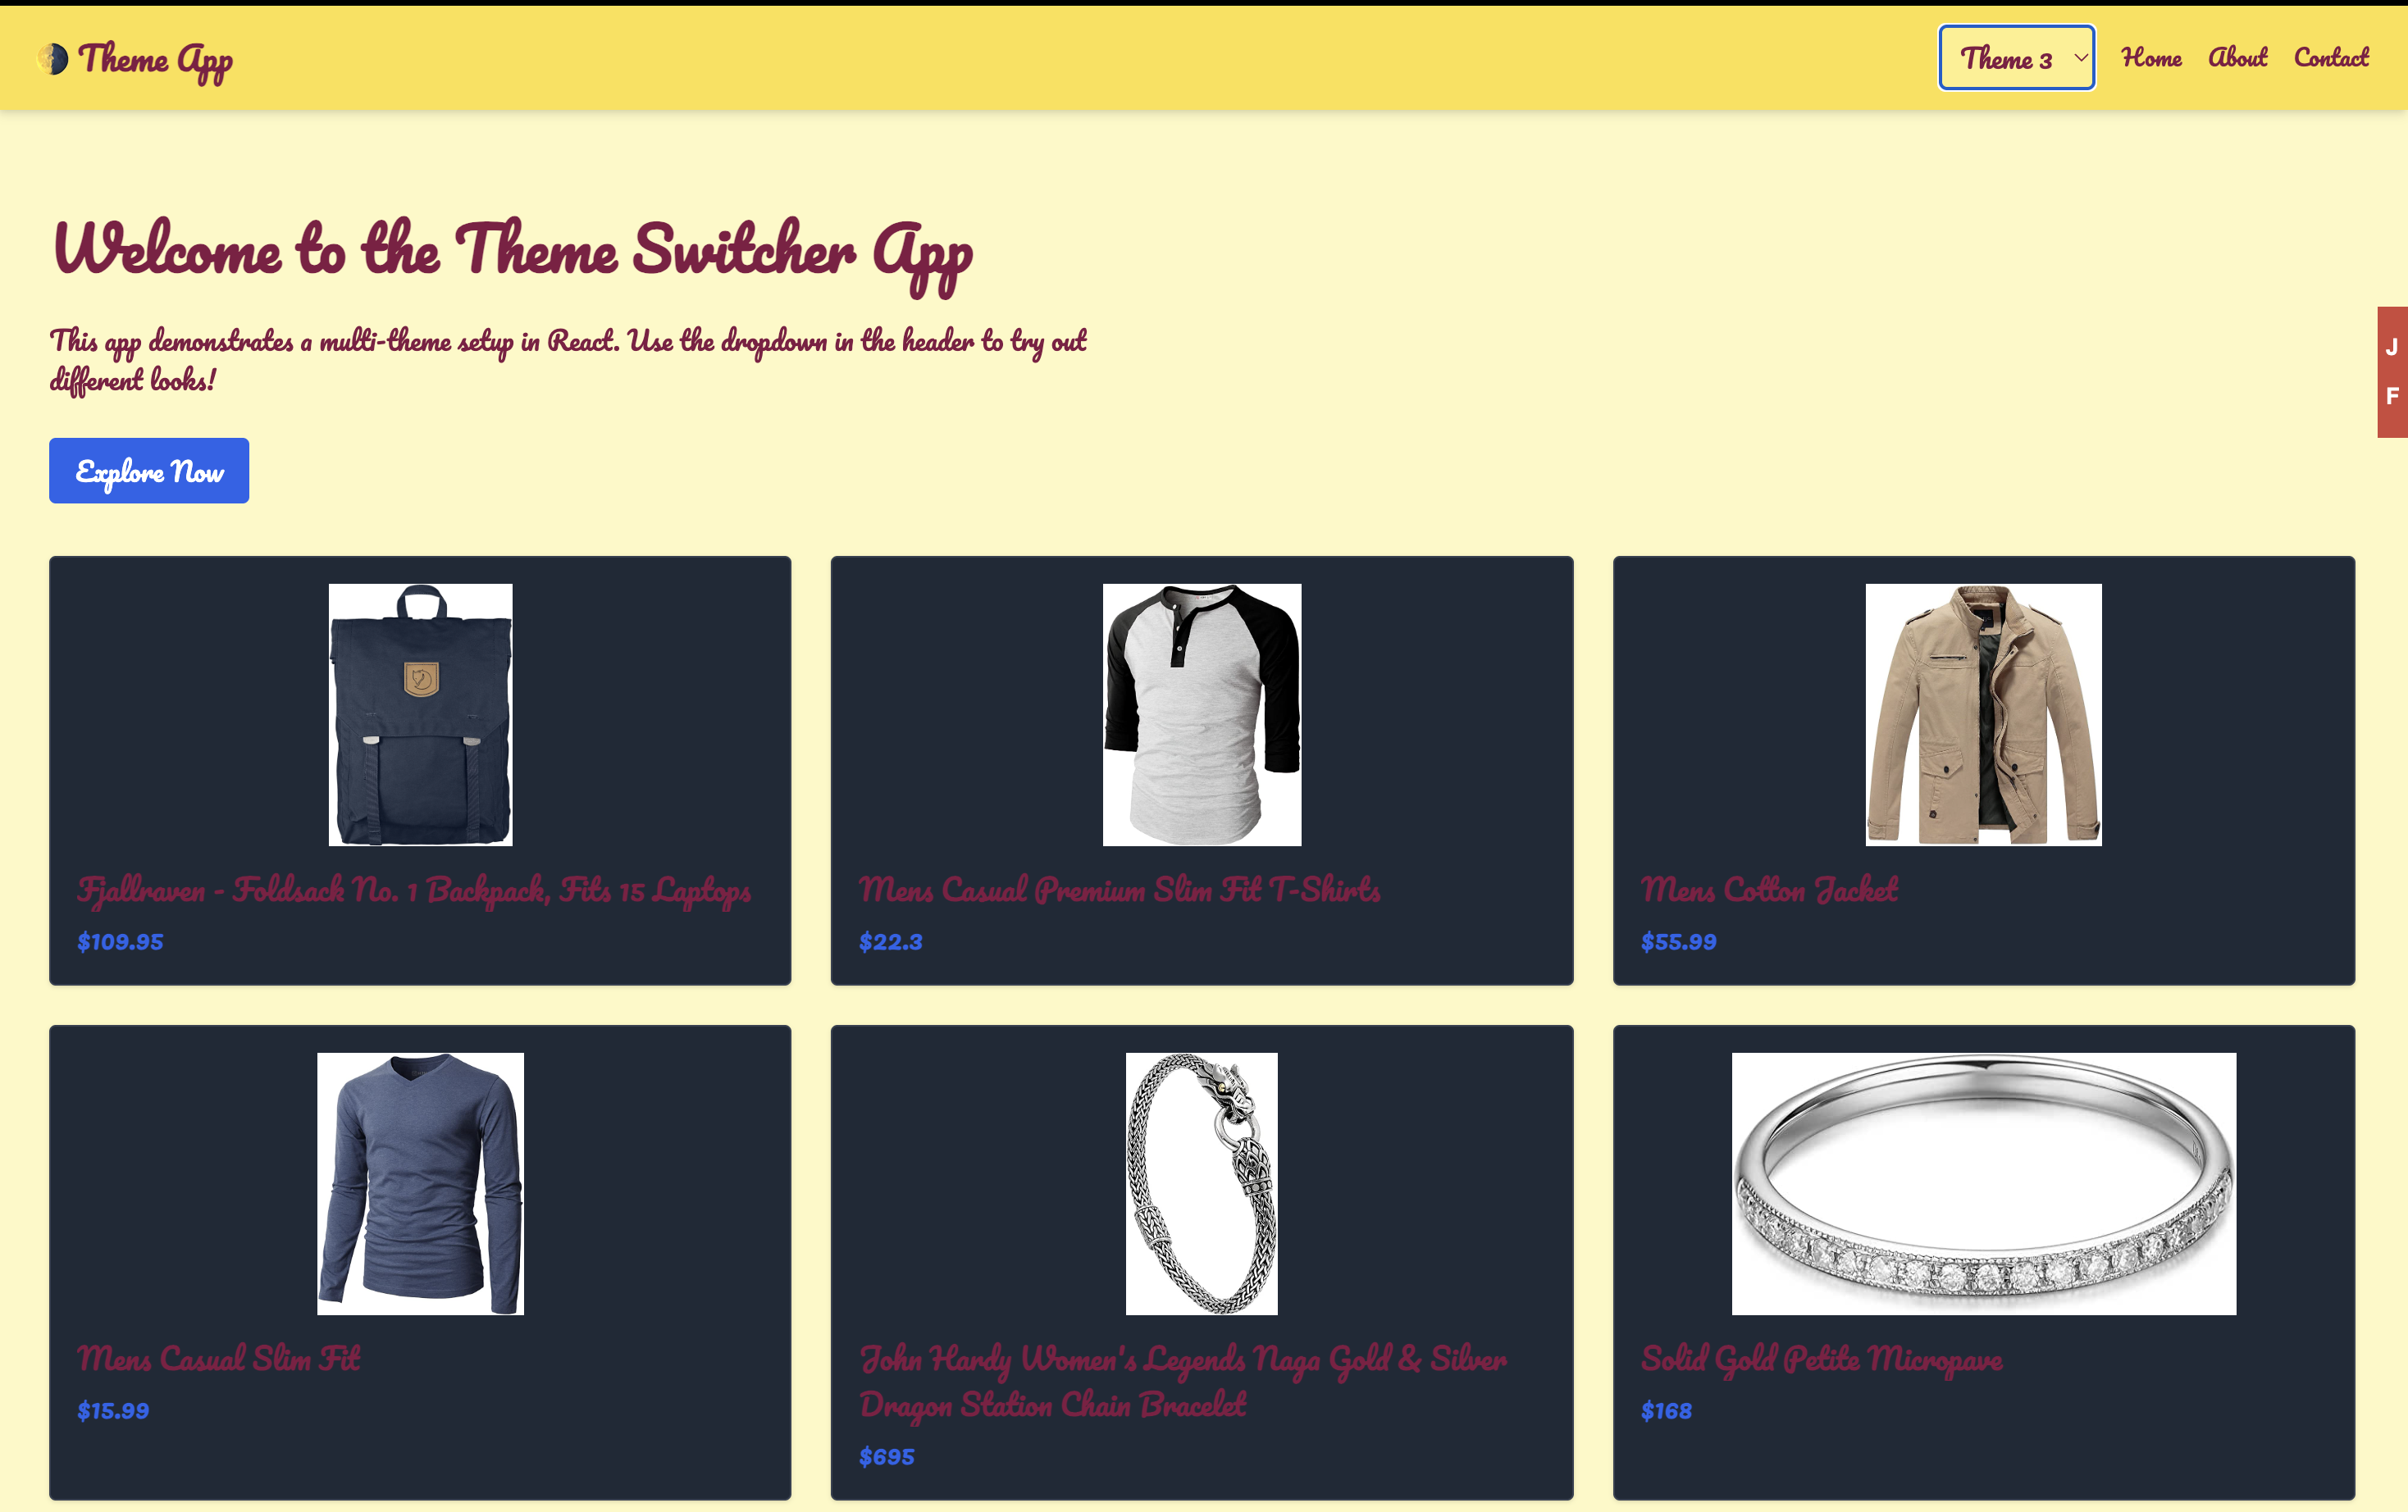 Theme App
Theme 3
Home
About
Contact
Welcome to the Theme Switcher App
This app demonstrates a multi-theme setup in React. Use the dropdown in the header to try out
different looks!
J
F
Explore Now
Fjallraven - Foldsack No. 1 Backpack, Fits 15 Laptops
$109.95
Mens Casual Premium Slim Fit T-Shirts
$22.3
Mens Cotton Jacket
$55.99
Mens Casual Slim Fit
$15.99
John Hardy Women's Legends Naga Gold & Silver
Dragon Station Chain Bracelet
$695
Solid Gold Petite Micropave
$168